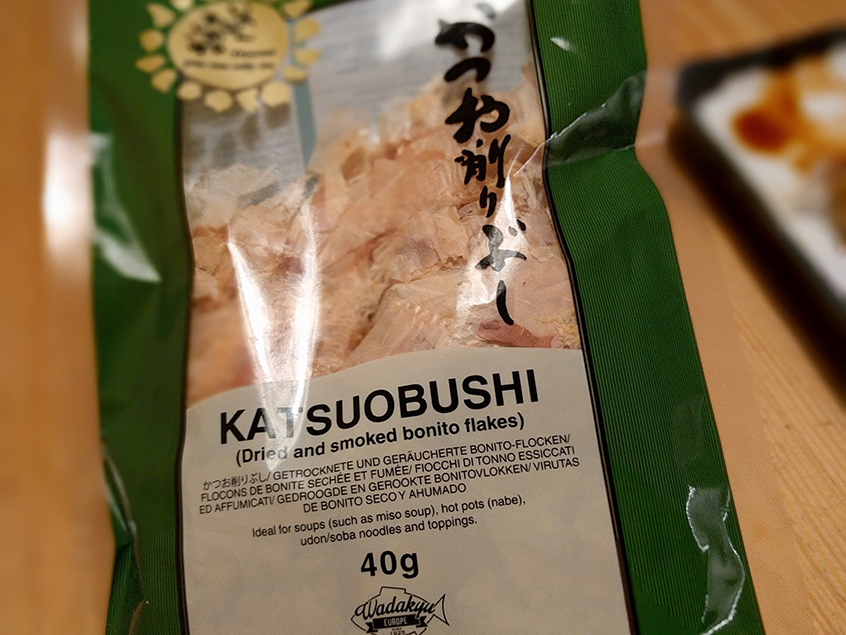 かつお削りぶし
KATSUOBUSHI
(Dried and smoked bonito flakes)
かつお削りぶし/ GETROCKNETE UND GERÄUCHERTE BONITO-FLOCKEN/
FLOCONS DE BONITE SECHÉE ET FUMÉE/ FIOCCHI DI TONNO ESSICCATI
ED AFFUMICATI/ GEDROOGDE EN GEROOKTE BONITOVLOKKEN/ VIRUTAS
DE BONITO SECO Y AHUMADO
Ideal for soups (such as miso soup), hot pots (nabe),
udon/soba noodles and toppings.
40g
Wadakyu
EUROPE